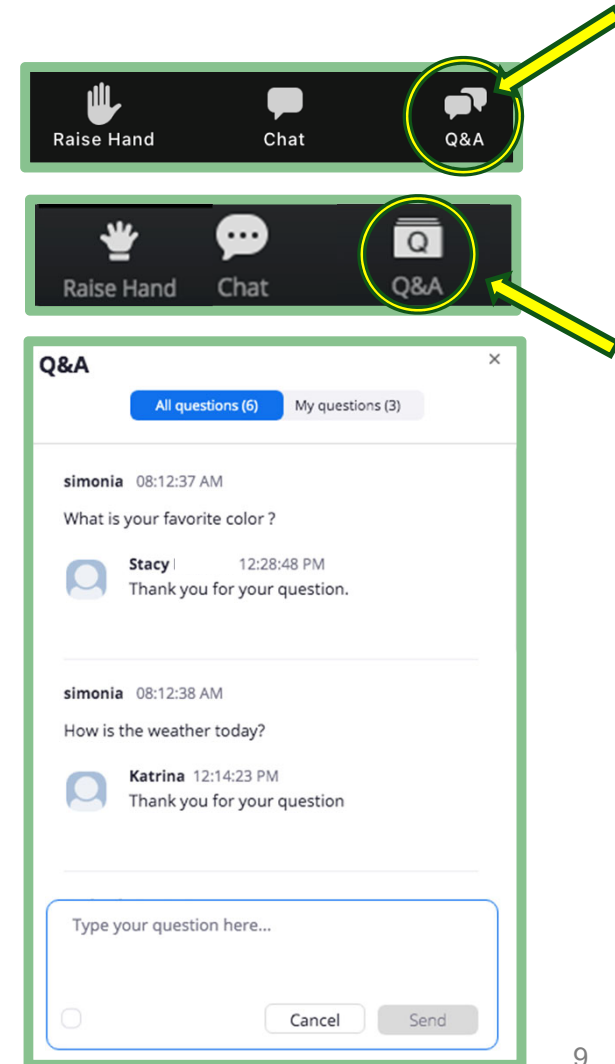 Raise Hand Chat Q&A
Q
Raise Hand Chat Q&A
Q&A ×
All questions (6) My questions (3)
simonia 08:12:37 AM
What is your favorite color ?
Stacy 12:28:48 PM
Thank you for your question.
simonia 08:12:38 AM
How is the weather today?
Katrina 12:14:23 PM
Thank you for your question
Type your question here...
Cancel Send
9